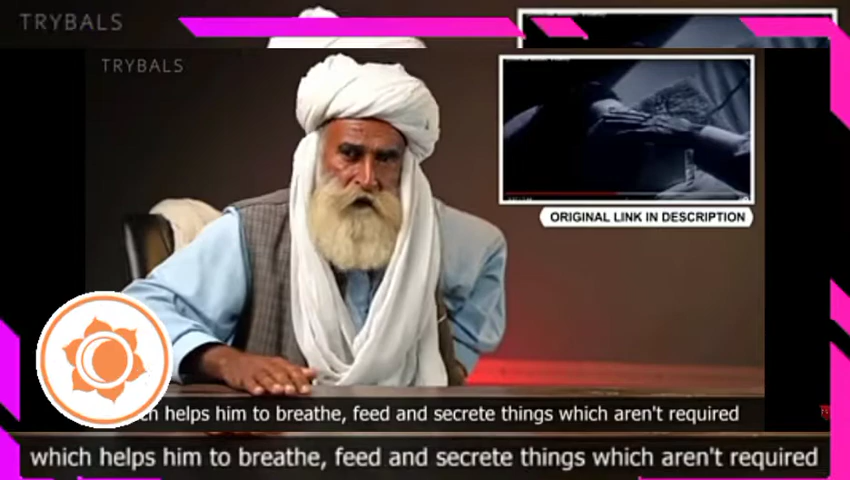 TRYBALS
TRYBALS
ORIGINAL LINK IN DESCRIPTION
helps him to breathe, feed and secrete things which aren't required
which helps him to breathe, feed and secrete things which aren't required